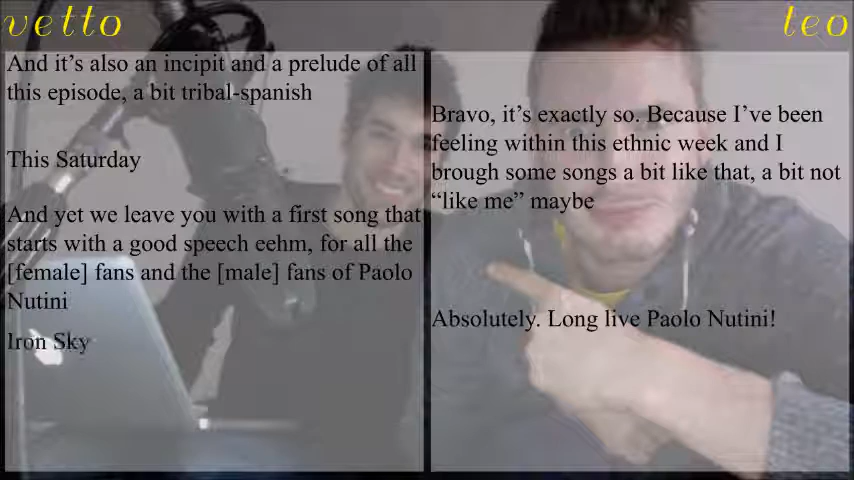 vetto
teo
And it's also an incipit and a prelude of all
this episode, a bit tribal-spanish
Bravo, it's exactly so. Because I've been
feeling within this ethnic week and I
brough some songs a bit like that, a bit not
“like me” maybe
This Saturday
And yet we leave you with a first song that
starts with a good speech eehm, for all the
[female] fans and the [male] fans of Paolo
Nutini
Absolutely. Long live Paolo Nutini!
Iron Sky